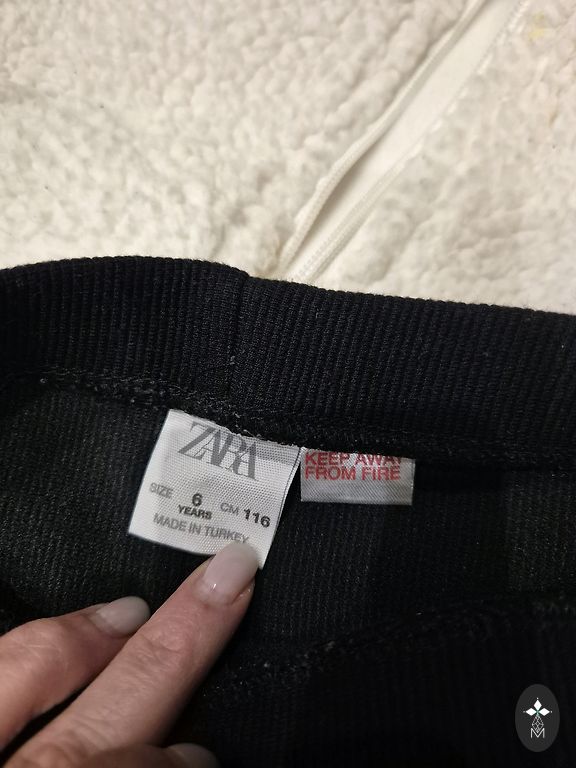 ZARA
SIZE 6 CM 116
YEARS
MADE IN TURKEY
KEEP AWAY
FROM FIRE
M